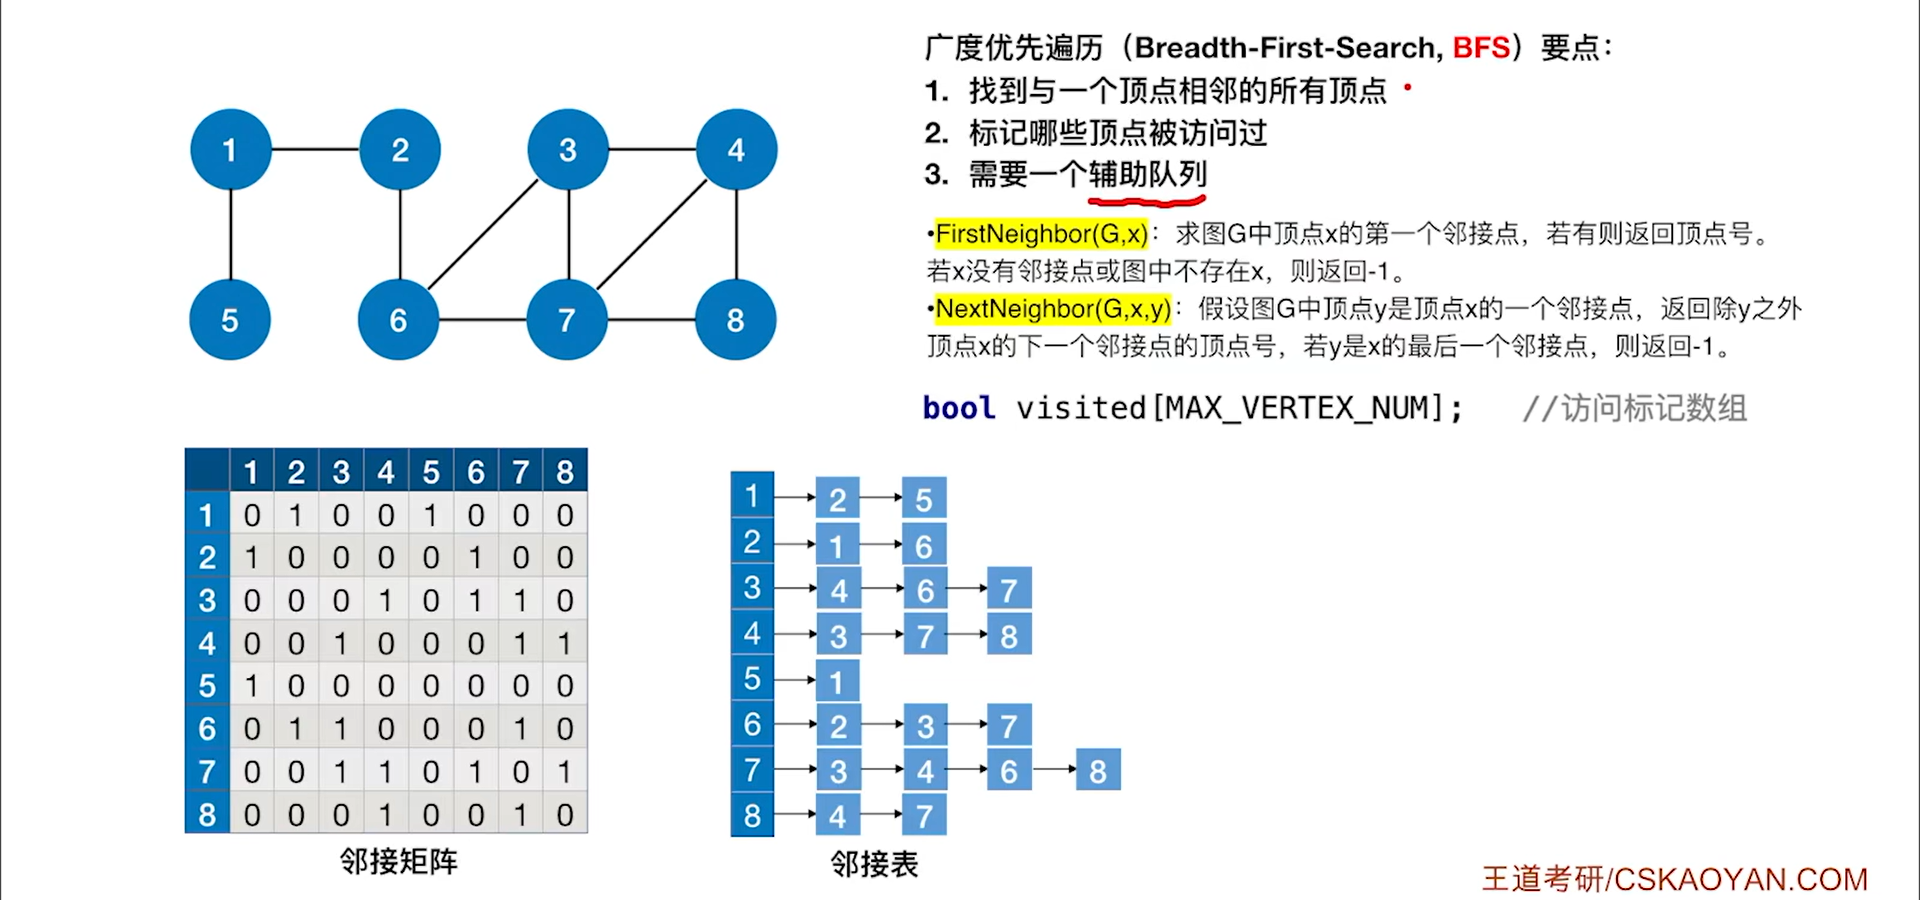 广度优先遍历（Breadth-First-Search, BFS）要点：
1. 找到与一个顶点相邻的所有顶点
2. 标记哪些顶点被访问过
3. 需要一个辅助队列
•FirstNeighbor(G,x)：求图G中顶点x的第一个邻接点，若有则返回顶点号。
若x没有邻接点或图中不存在x，则返回-1。
•NextNeighbor(G,x,y)：假设图G中顶点y是顶点x的一个邻接点，返回除y之外
顶点x的下一个邻接点的顶点号，若y是x的最后一个邻接点，则返回-1。
bool visited[MAX_VERTEX_NUM]; //访问标记数组
1 2 3 4
5 6 7 8
1 2 3 4 5 6 7 8
1 0 1 0 0 1 0 0 0
2 1 0 0 0 0 1 0 0
3 0 0 0 1 0 1 1 0
4 0 0 1 0 0 0 1 1
5 1 0 0 0 0 0 0 0
6 0 1 1 0 0 0 1 0
7 0 0 1 1 0 1 0 1
8 0 0 0 1 0 0 1 0
邻接矩阵
1 2 5
2 1 6
3 4 6 7
4 3 7 8
5 1
6 2 3 7
7 3 4 6 8
8 4 7
邻接表
王道考研/CSKAOYAN.COM